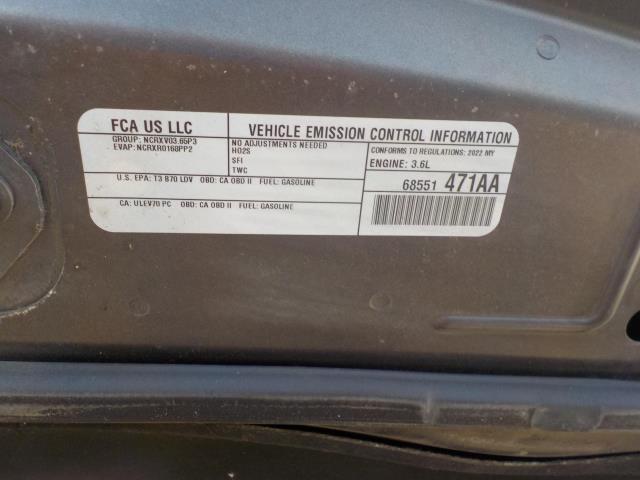 FCA US LLC
GROUP: NCRXV03.65P3
EVAP: NCRXR0168PP2
VEHICLE EMISSION CONTROL INFORMATION
NO ADJUSTMENTS NEEDED
HO2S
SFI
TWC
CONFORMS TO REGULATIONS: 2022 MY
ENGINE: 3.6L
U.S. EPA: T3 B70 LDV OBD: CA OBD II FUEL: GASOLINE
68551 471AA
CA: ULEV70 PC OBD: CA OBD II FUEL: GASOLINE